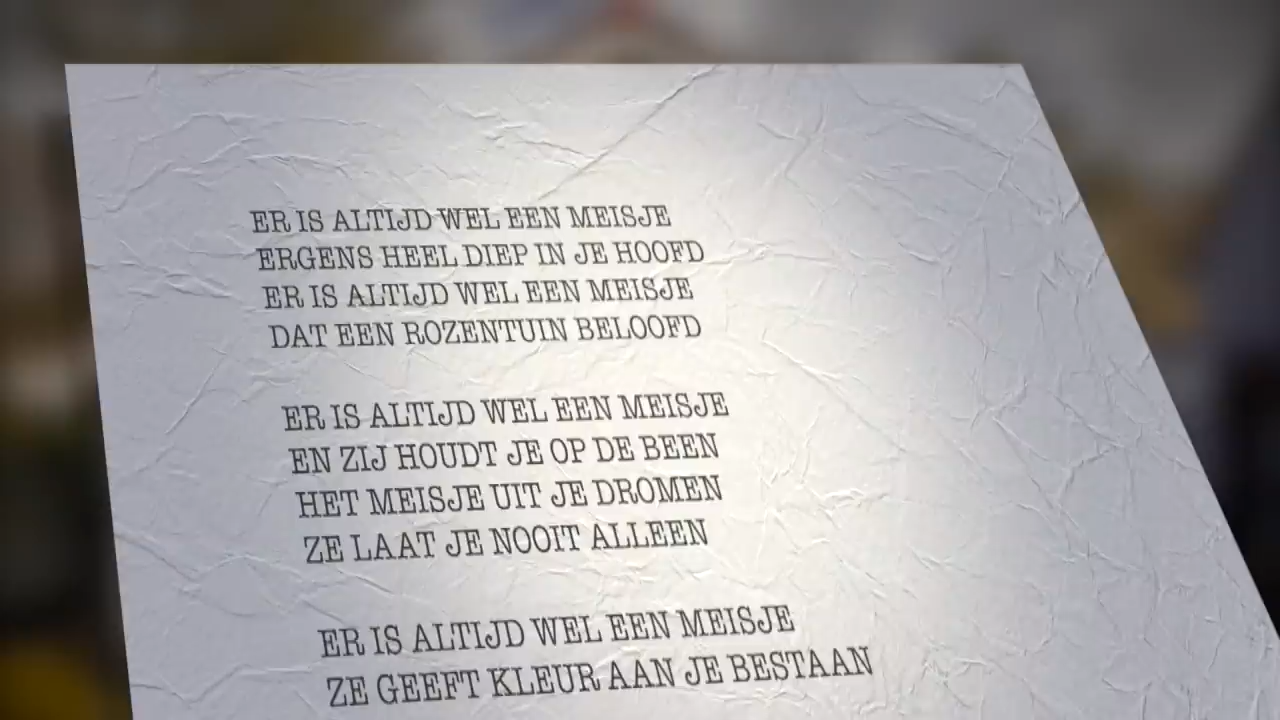 ER IS ALTIJD WEL EEN MEISJE
ERGENS HEEL DIEP IN JE HOOFD
ER IS ALTIJD WEL EEN MEISJE
DAT EEN ROZENTUIN BELOOFD
ER IS ALTIJD WEL EEN MEISJE
EN ZIJ HOUDT JE OP DE BEEN
HET MEISJE UIT JE DROMEN
ZE LAAT JE NOOIT ALLEEN
ER IS ALTIJD WEL EEN MEISJE
ZE GEEFT KLEUR AAN JE BESTAAN